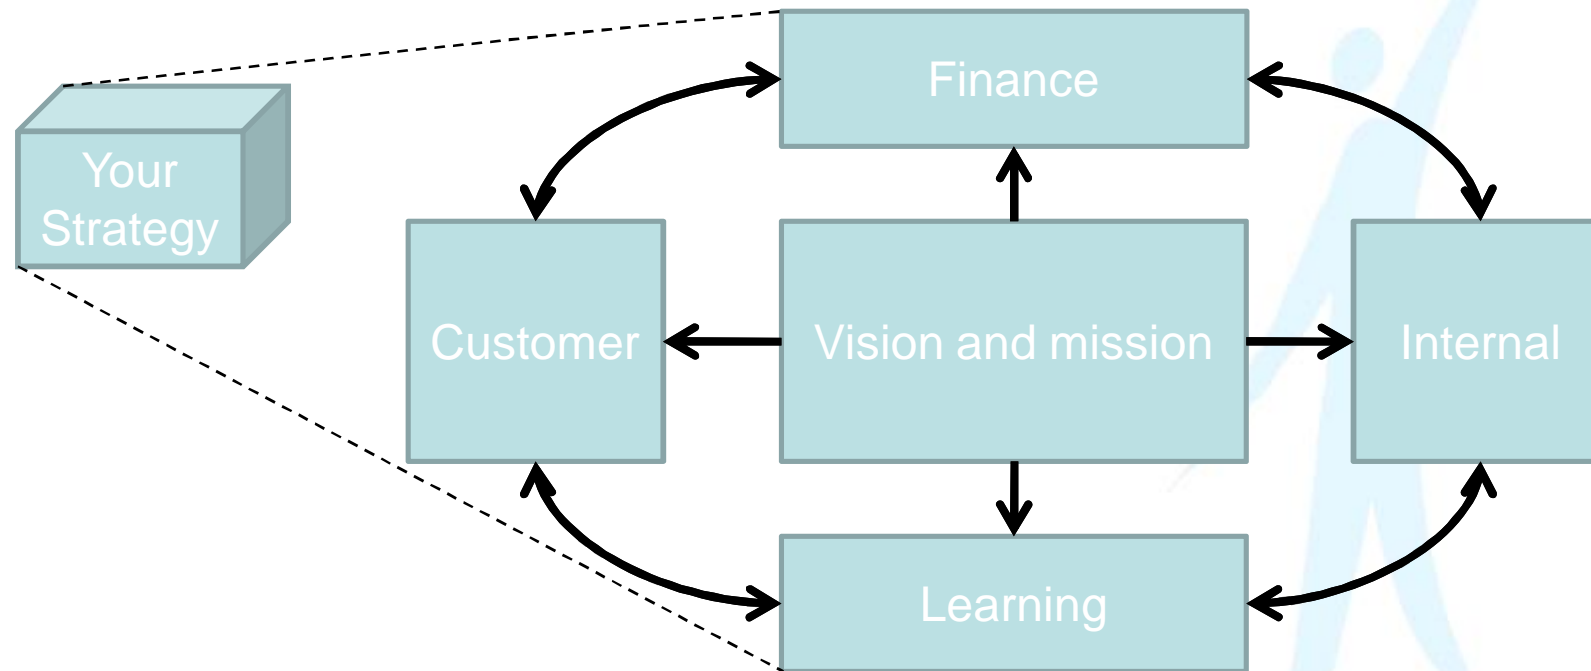 Finance
Your
Strategy
Customer
Vision and mission
Internal
Learning